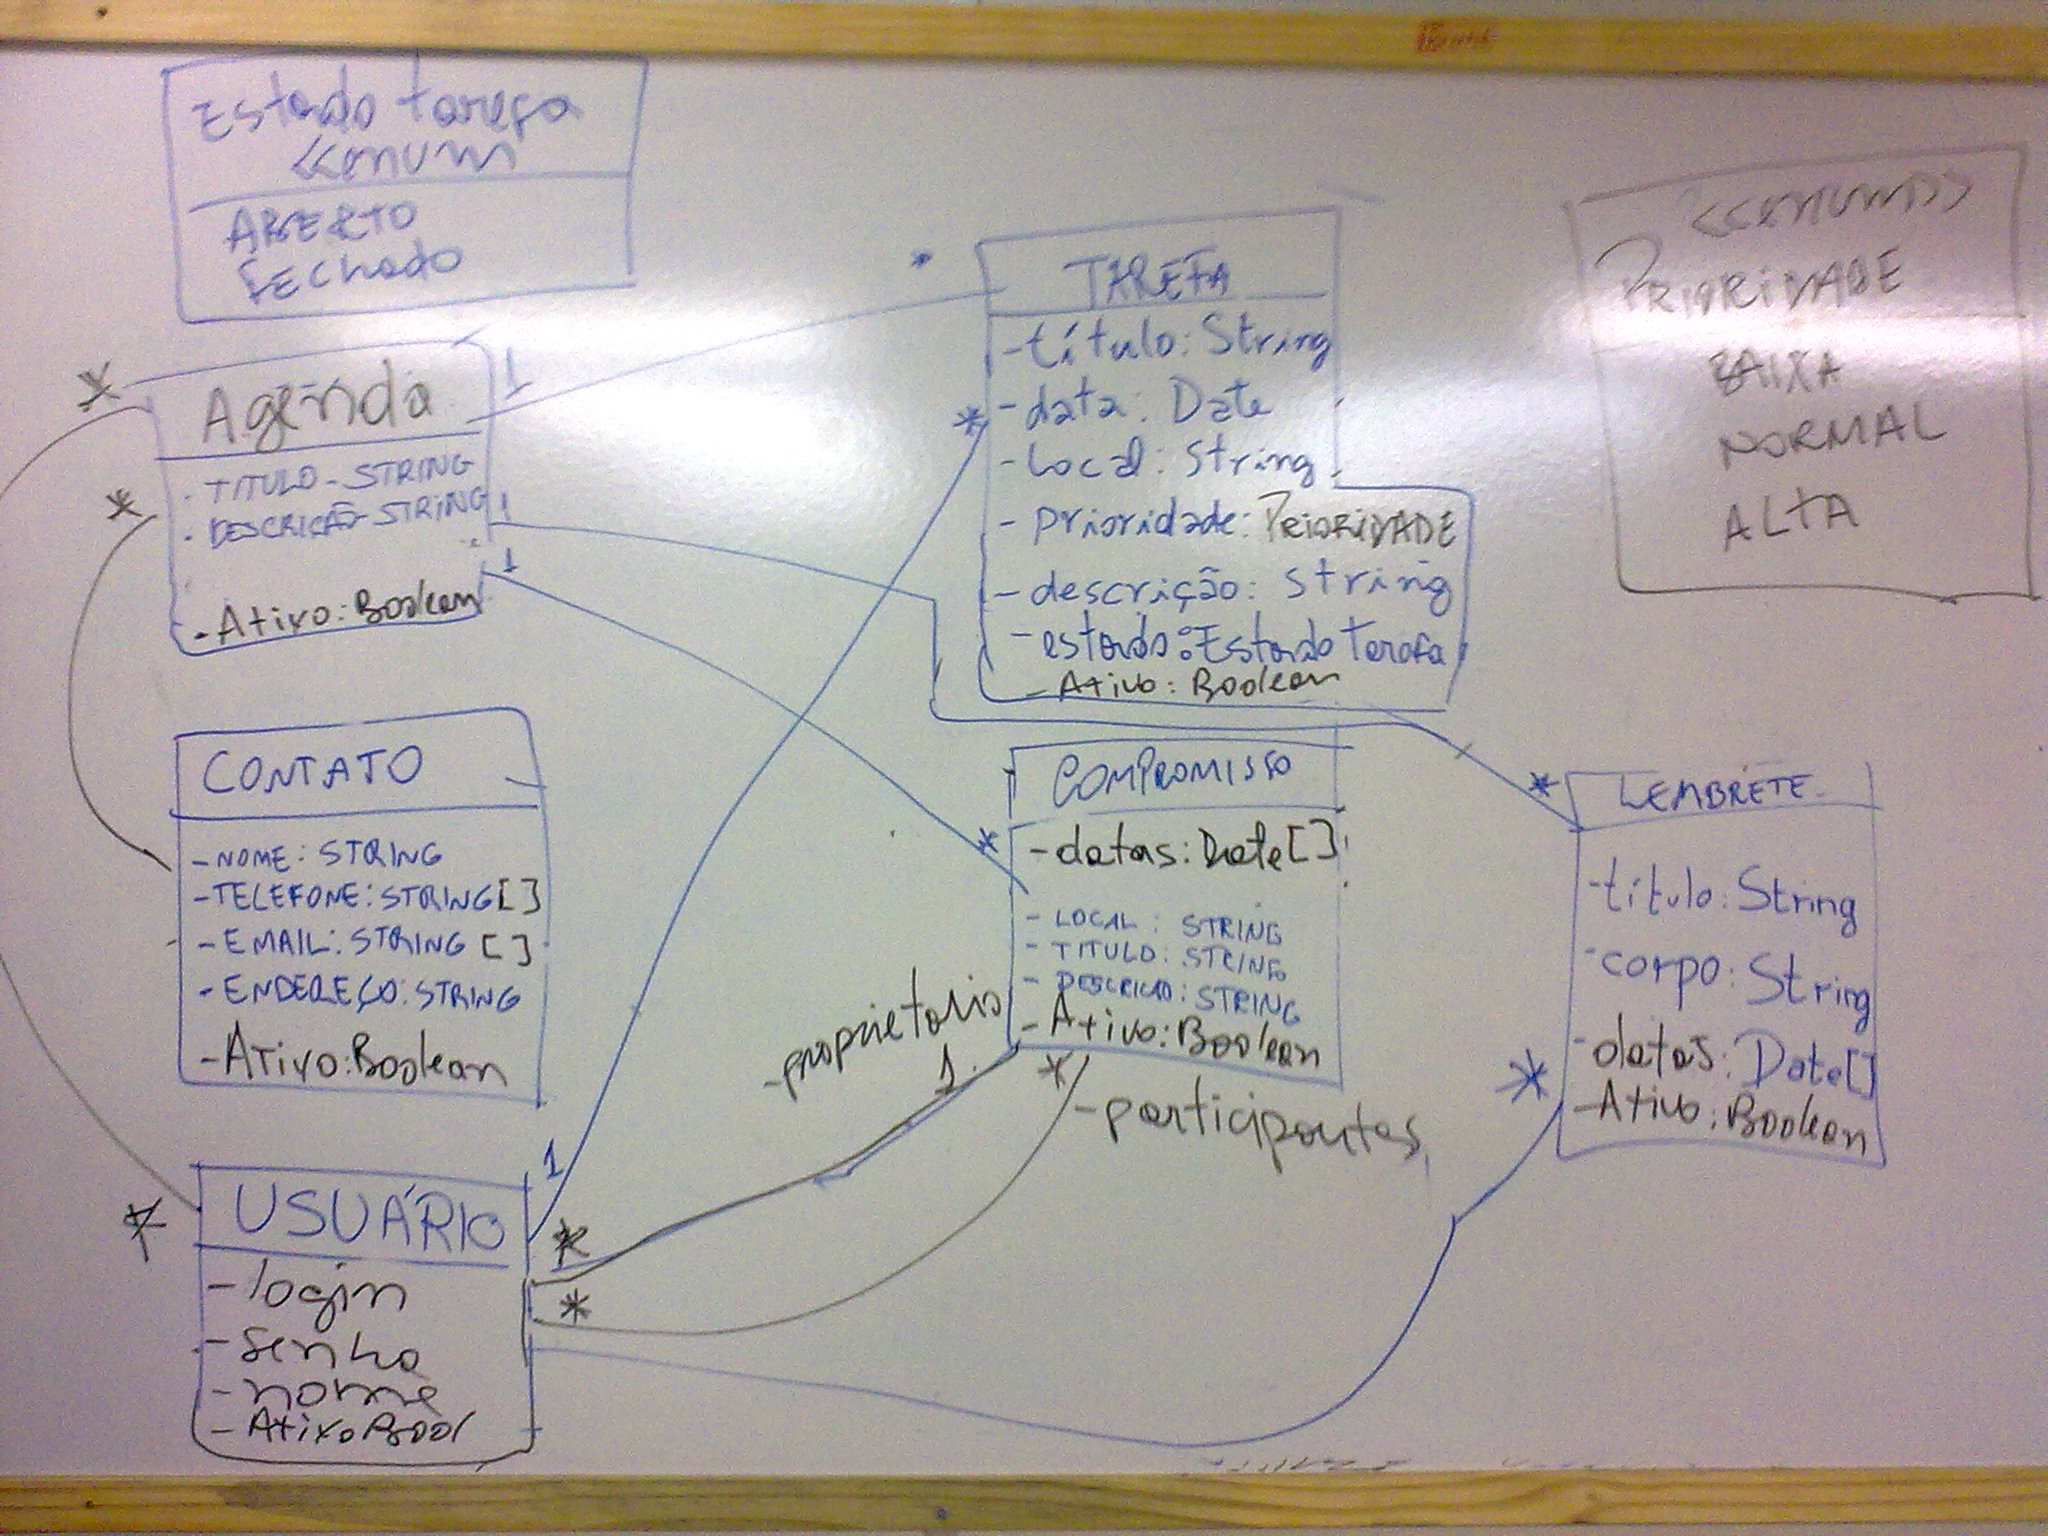 Estado tarefa
<<enum
ABERTO
fechado
<<enum>>
PRIORIDADE
BAIXA
NORMAL
ALTA
*
TAREFA
-título: String
-data: Date
-Local: String
-prioridade: PRIORIDADE
-descrição: String
-estado: Estado tarefa
-Ativo: Boolean
*
*
*
1
1
1
Agenda
. TITULO-STRING
. DESCRIÇÃO-STRING
-Ativo: Boolean
CONTATO
-NOME: STRING
-TELEFONE: STRING[]
-EMAIL: STRING []
-ENDEREÇO: STRING
-Ativo: Boolean
*
COMPROMISSO
-datas: Date[]
-LOCAL: STRING
-TITULO: STRING
-DESCRICAO: STRING
-Ativo: Boolean
*
LEMBRETE
-título: String
-corpo: String
-datas: Date[]
-Ativo: Boolean
*
-proprietario
1
*
-participantes
1
*
*
*
USUÁRIO
-login
-senha
-nome
-Ativo Bool